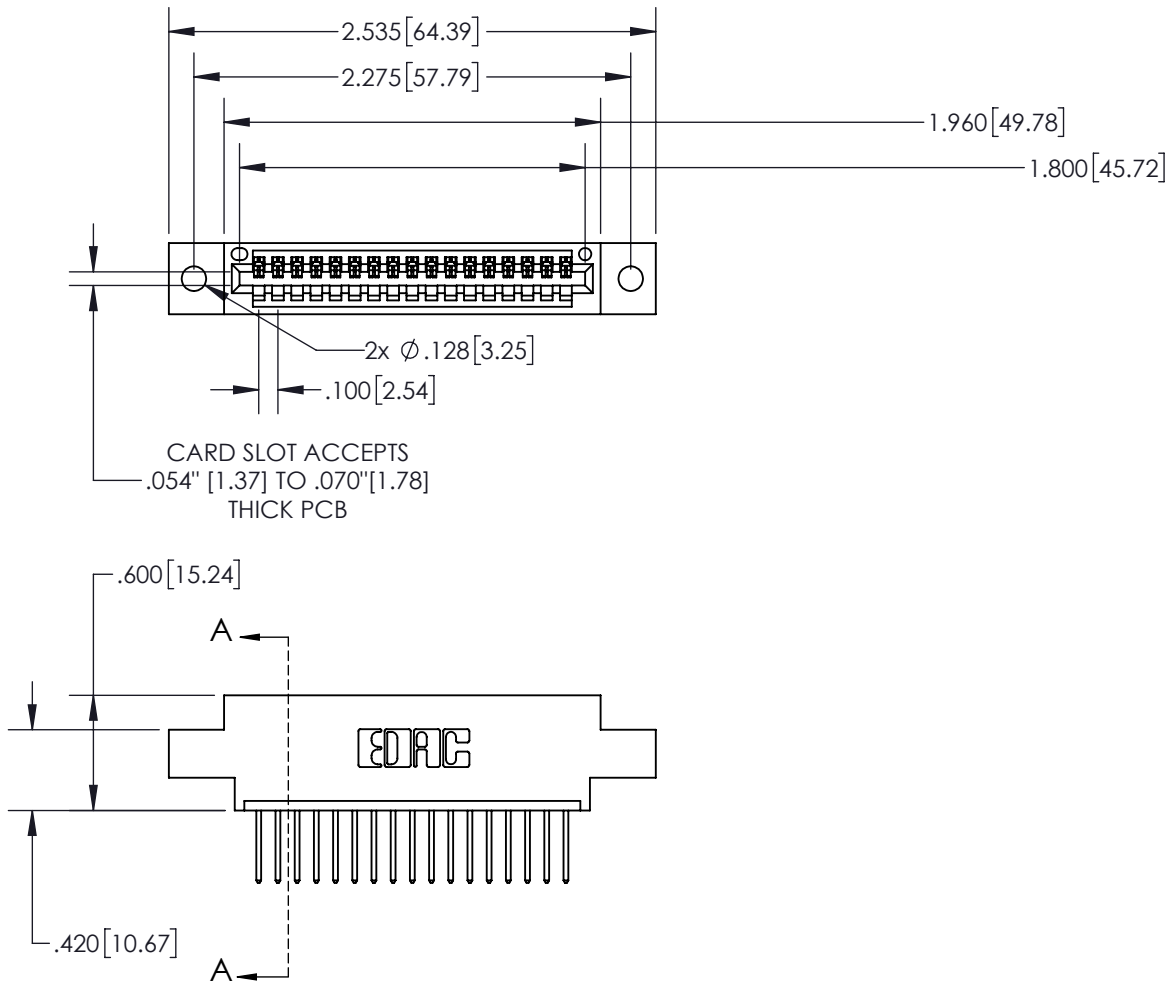 2.535[64.39]
2.275[57.79]
1.960[49.78]
1.800[45.72]
2x Ø.128[3.25]
.100[2.54]
CARD SLOT ACCEPTS
.054" [1.37] TO .070"[1.78]
THICK PCB
.600[15.24]
A
EDAC
.420[10.67]
A